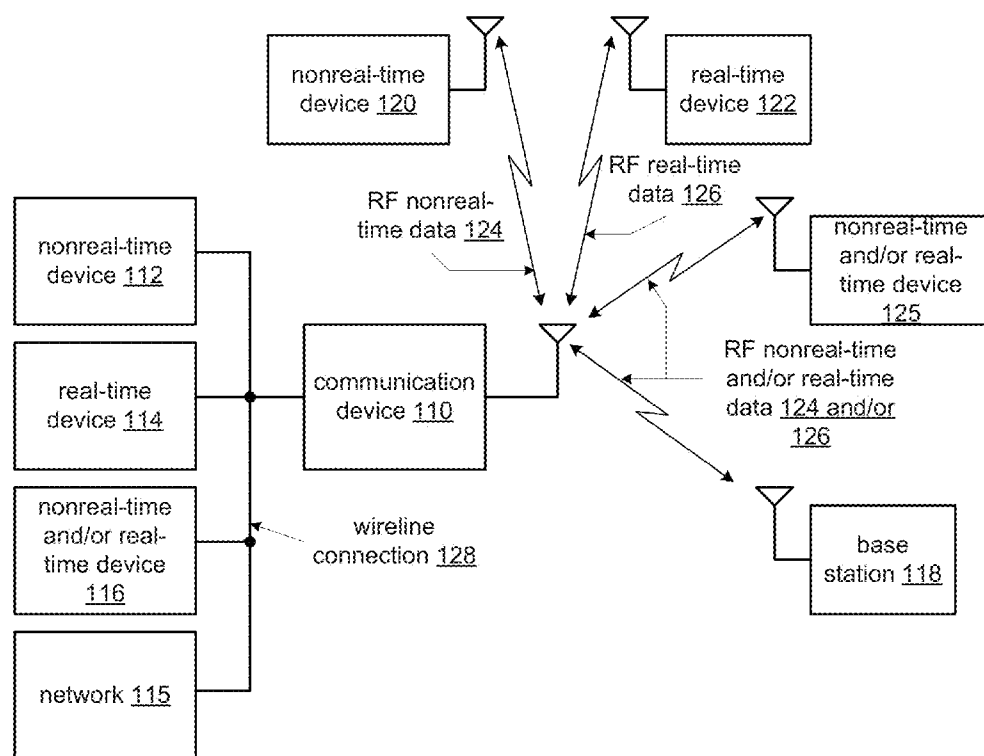 nonreal-time
device 120
real-time
device 122
RF real-time
data 126
RF nonreal-
time data 124
nonreal-time
device 112
nonreal-time
and/or real-
time device
125
real-time
device 114
communication
device 110
RF nonreal-time
and/or real-time
data 124 and/or
126
nonreal-time
and/or real-
time device
116
wireline
connection 128
base
station 118
network 115